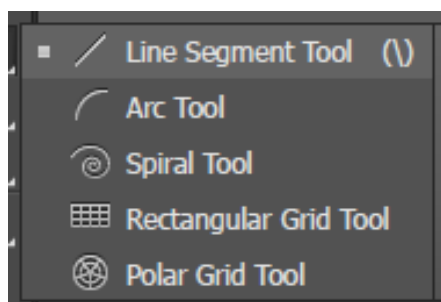 Line Segment Tool (\)
Arc Tool
Spiral Tool
Rectangular Grid Tool
Polar Grid Tool